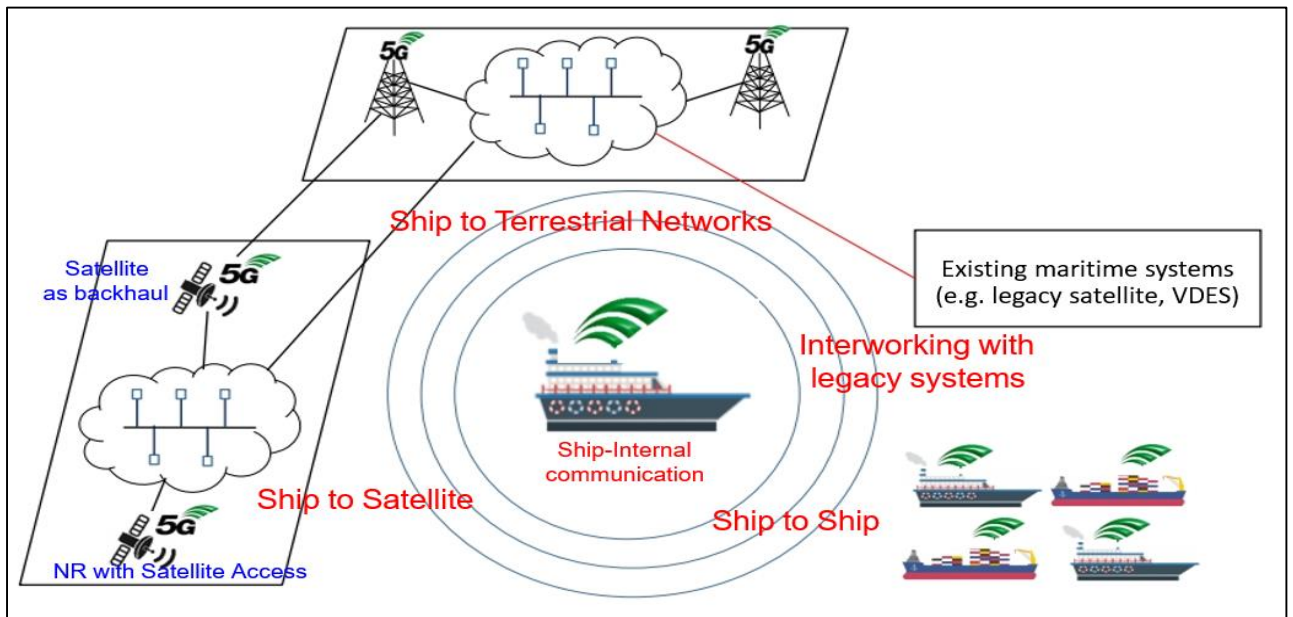 5G
5G
Ship to Terrestrial Networks
Satellite
as backhaul
5G
Existing maritime systems
(e.g. legacy satellite, VDES)
Interworking with
legacy systems
Ship-Internal
communication
Ship to Satellite
Ship to Ship
5G
NR with Satellite Access